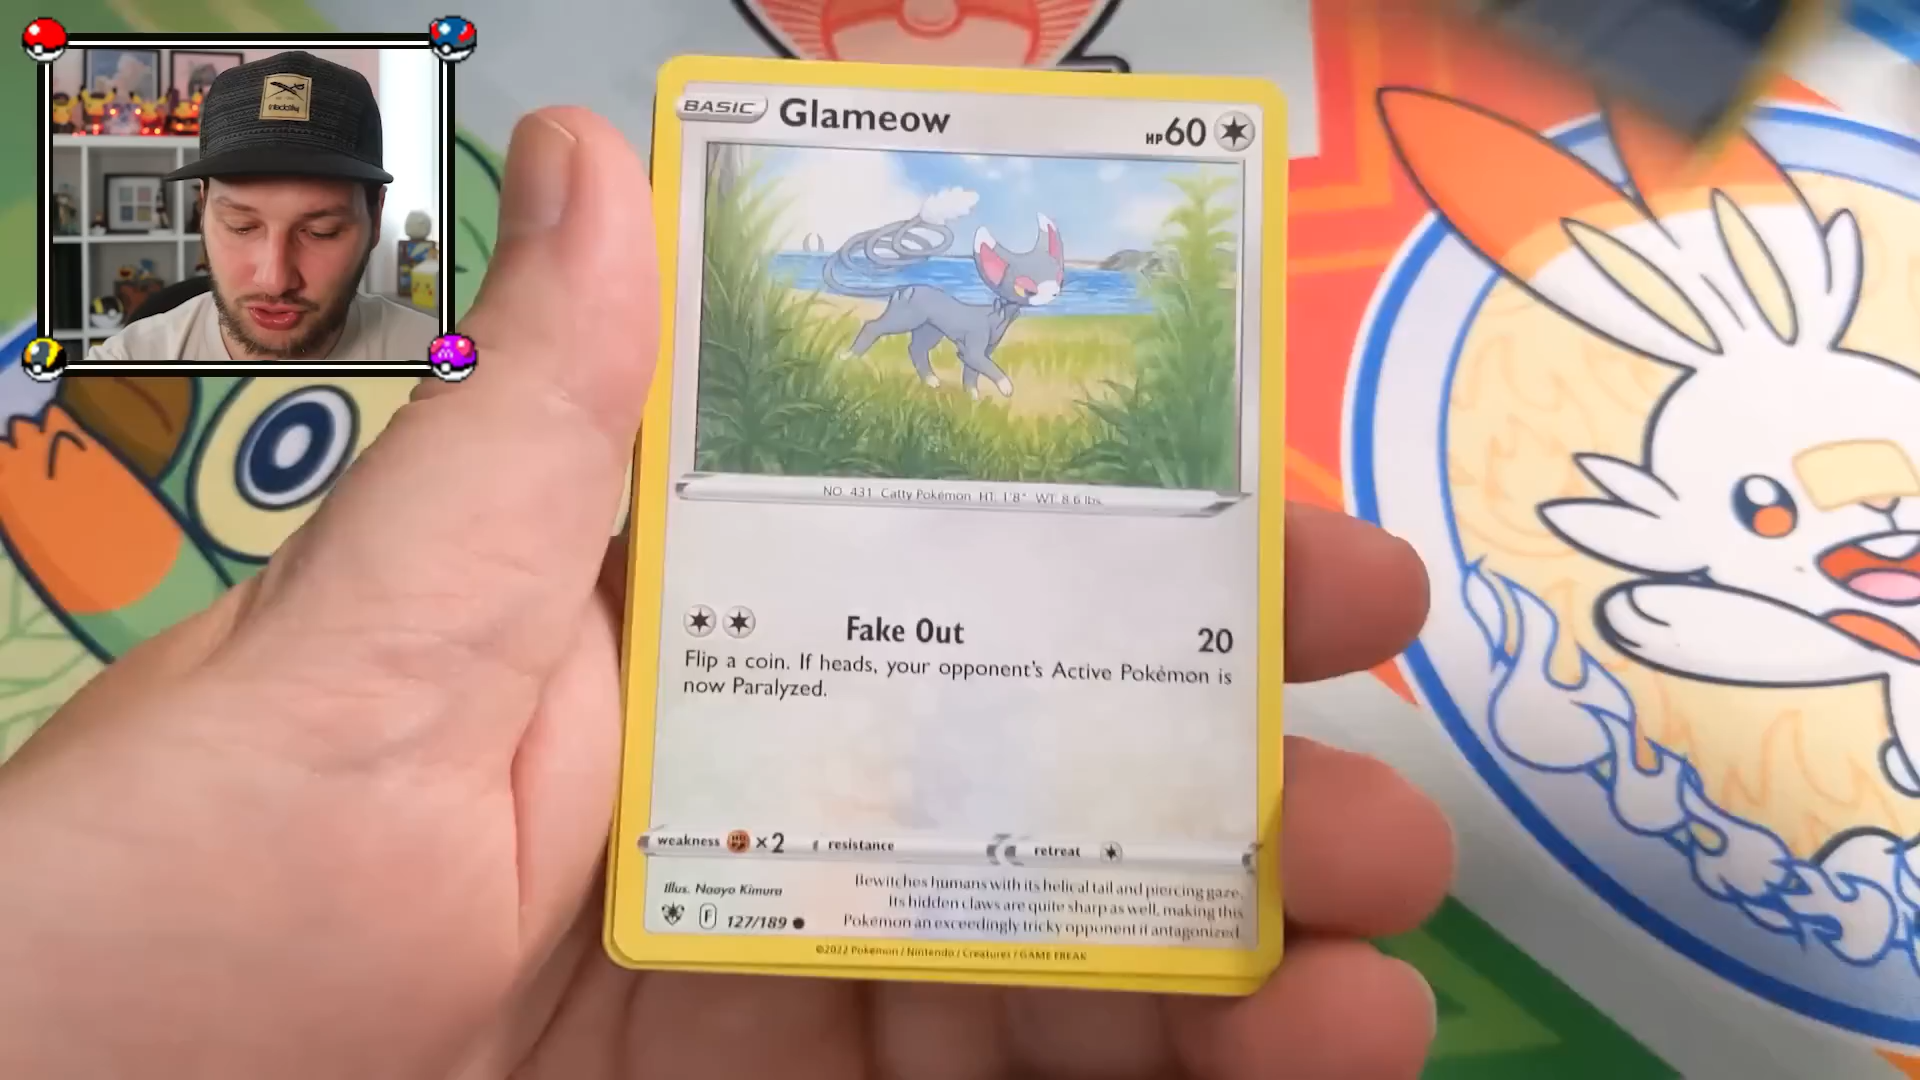 BASIC Glameow HP60
NO. 431 Catty Pokémon HT: 1'8" WT: 8.6 lbs.
Fake Out 20
Flip a coin. If heads, your opponent's Active Pokémon is
now Paralyzed.
weakness ×2 resistance retreat
Illus. Naoyo Kimura
F 127/189
Bewitches humans with its helical tail and piercing gaze.
Its hidden claws are quite sharp as well, making this
Pokémon an exceedingly tricky opponent if antagonized.
©2022 Pokémon / Nintendo / Creatures / GAME FREAK